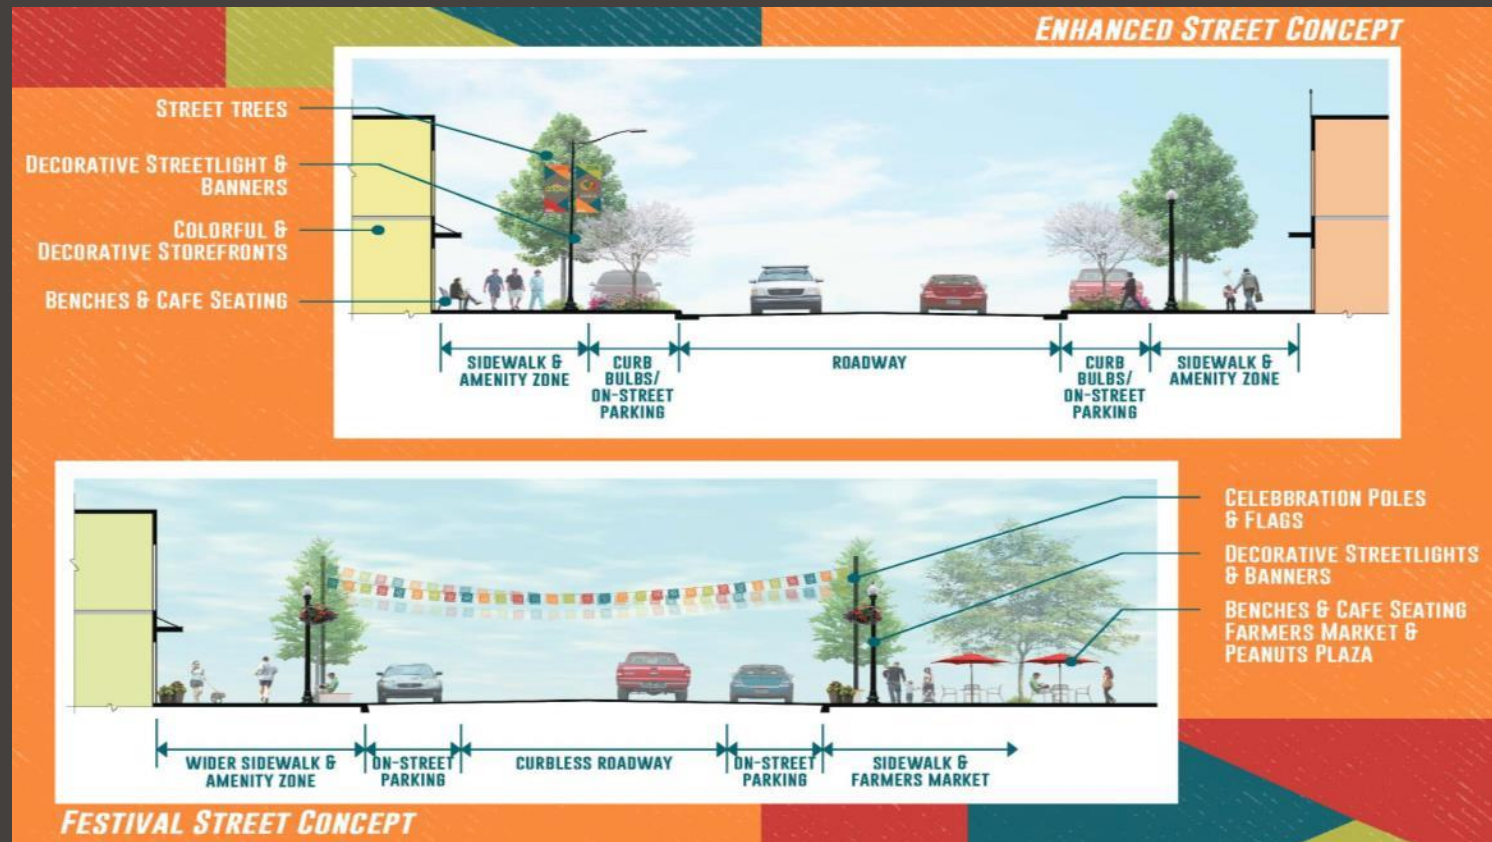 ENHANCED STREET CONCEPT
STREET TREES
DECORATIVE STREETLIGHT &
BANNERS
COLORFUL &
DECORATIVE STOREFRONTS
BENCHES & CAFE SEATING
SIDEWALK &
AMENITY ZONE
CURB
BULBS/
ON-STREET
PARKING
ROADWAY
CURB
BULBS/
ON-STREET
PARKING
SIDEWALK &
AMENITY ZONE
CELEBBRATION POLES
& FLAGS
DECORATIVE STREETLIGHTS
& BANNERS
BENCHES & CAFE SEATING
FARMERS MARKET &
PEANUTS PLAZA
WIDER SIDEWALK &
AMENITY ZONE
ON-STREET
PARKING
CURBLESS ROADWAY
ON-STREET
PARKING
SIDEWALK &
FARMERS MARKET
FESTIVAL STREET CONCEPT